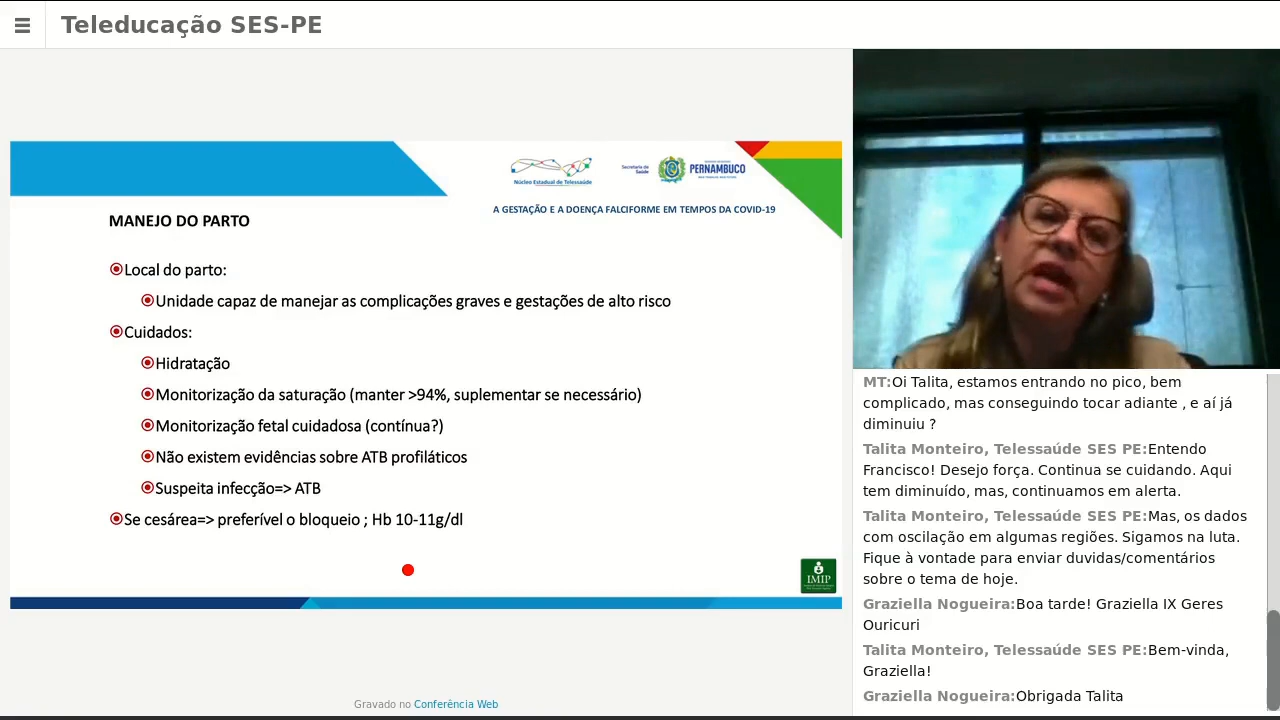 Teleducação SES-PE
Núcleo Estadual de Telessaúde
Secretaria de
Saúde
PERNAMBUCO
A GESTAÇÃO E A DOENÇA FALCIFORME EM TEMPOS DA COVID-19
MANEJO DO PARTO
Local do parto:
Unidade capaz de manejar as complicações graves e gestações de alto risco
Cuidados:
Hidratação
Monitorização da saturação (manter >94%, suplementar se necessário)
Monitorização fetal cuidadosa (contínua?)
Não existem evidências sobre ATB profiláticos
Suspeita infecção=> ATB
Se cesárea=> preferível o bloqueio ; Hb 10-11g/dl
IMIP
Gravado no Conferência Web
MT:Oi Talita, estamos entrando no pico, bem
complicado, mas conseguindo tocar adiante , e aí já
diminuiu ?
Talita Monteiro, Telessaúde SES PE:Entendo
Francisco! Desejo força. Continua se cuidando. Aqui
tem diminuído, mas, continuamos em alerta.
Talita Monteiro, Telessaúde SES PE:Mas, os dados
com oscilação em algumas regiões. Sigamos na luta.
Fique à vontade para enviar duvidas/comentários
sobre o tema de hoje.
Graziella Nogueira:Boa tarde! Graziella IX Geres
Ouricuri
Talita Monteiro, Telessaúde SES PE:Bem-vinda,
Graziella!
Graziella Nogueira:Obrigada Talita